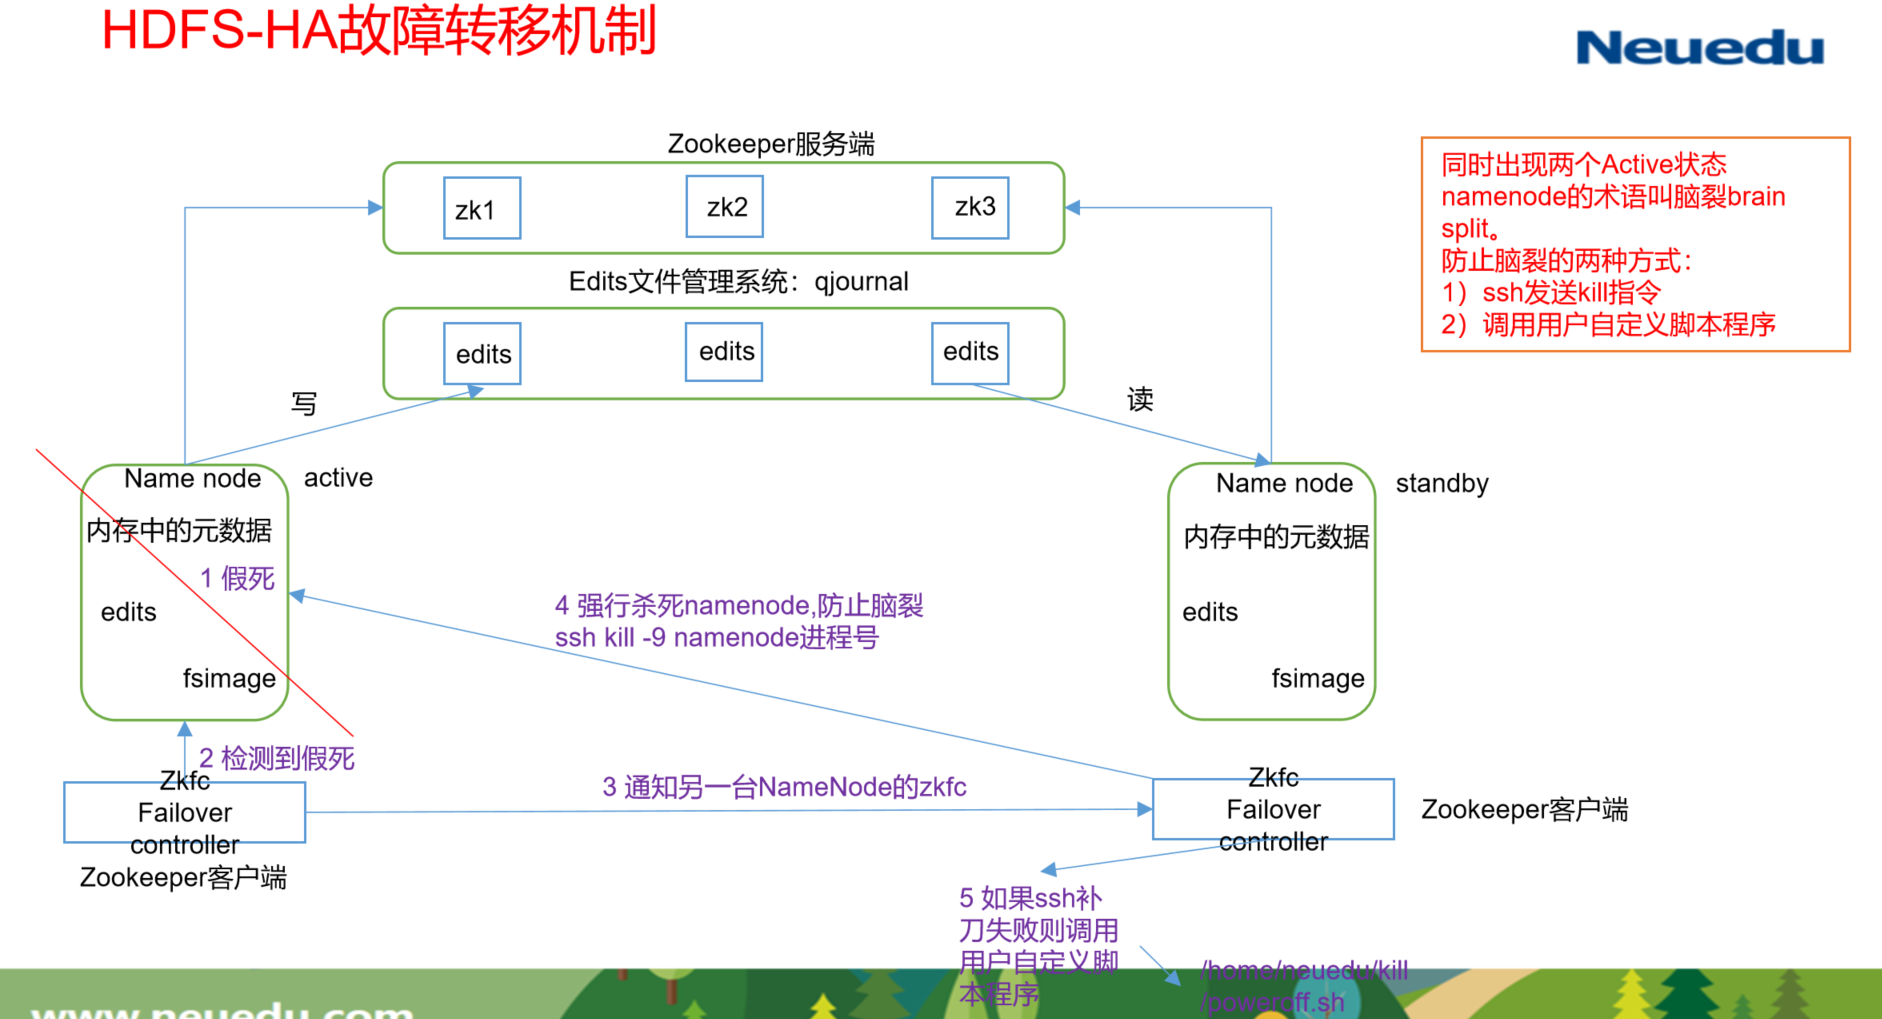 HDFS-HA故障转移机制
Neuedu
Zookeeper服务端
zk1
zk2
zk3
同时出现两个Active状态
namenode的术语叫脑裂brain
split。
防止脑裂的两种方式：
1）ssh发送kill指令
2）调用用户自定义脚本程序
Edits文件管理系统：qjournal
edits
edits
edits
写
读
Name node
active
内存中的元数据
1 假死
edits
fsimage
Name node
standby
内存中的元数据
edits
fsimage
4 强行杀死namenode,防止脑裂
ssh kill -9 namenode进程号
2 检测到假死
Zkfc
Failover
controller
Zookeeper客户端
3 通知另一台NameNode的zkfc
Zkfc
Failover
controller
Zookeeper客户端
5 如果ssh补
刀失败则调用
用户自定义脚
本程序
/home/neuedu/kill
/poweroff.sh
www.neuedu.com